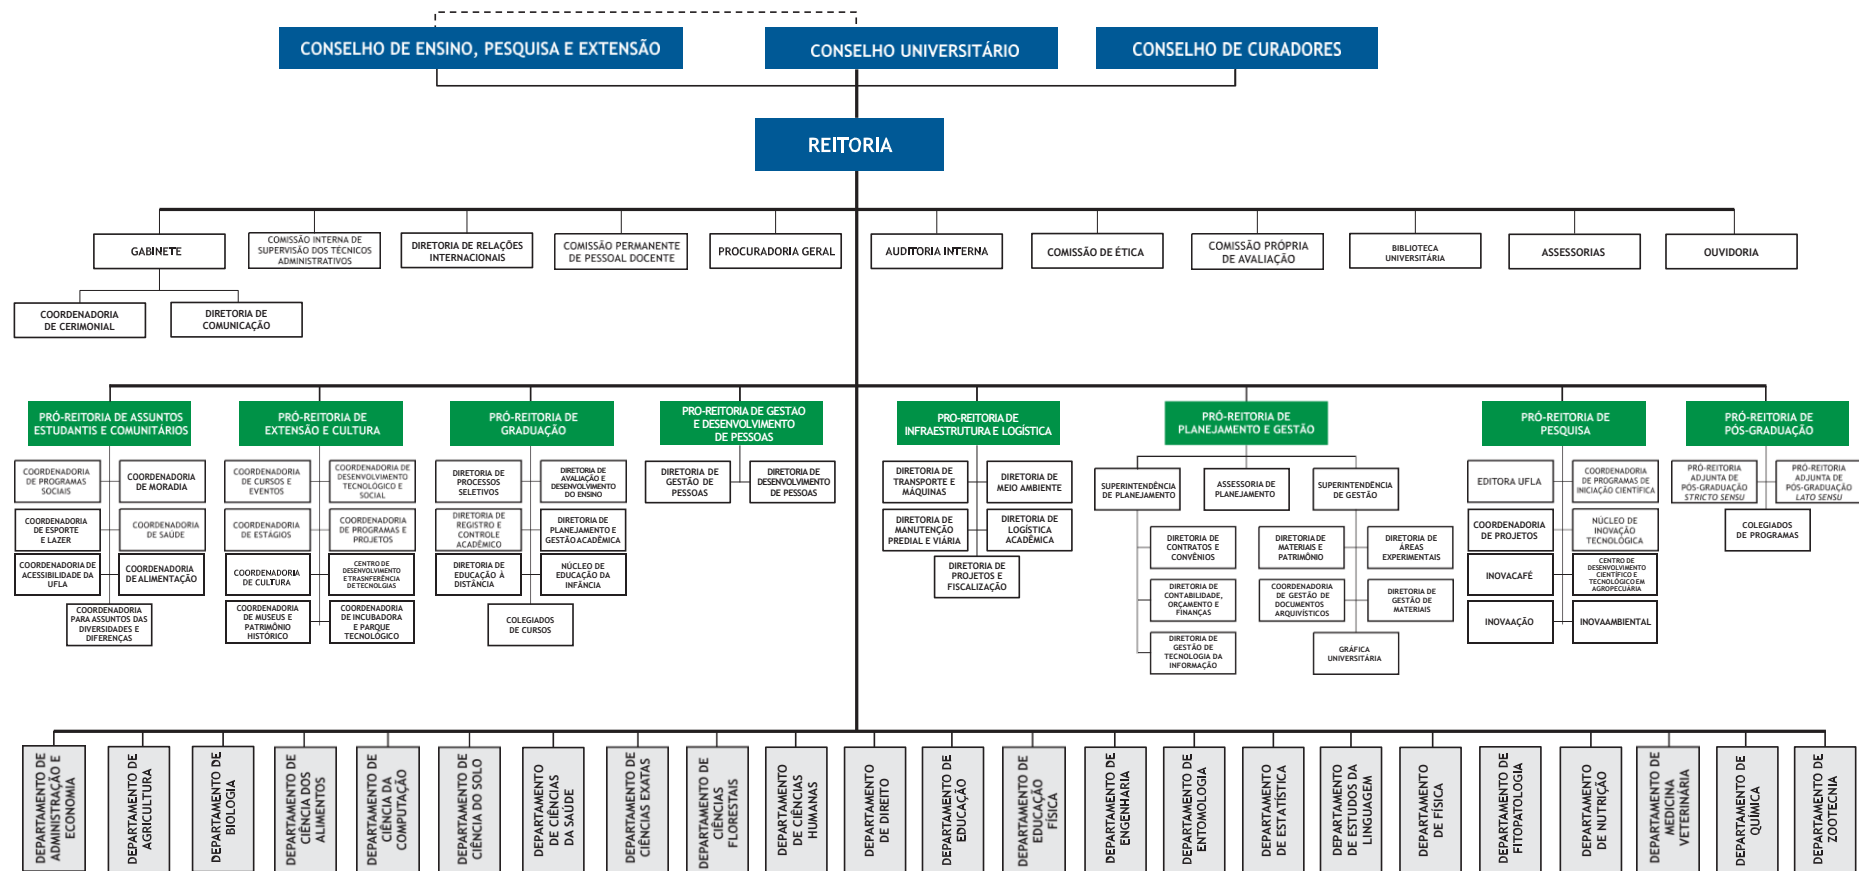 CONSELHO DE ENSINO, PESQUISA E EXTENSÃO
CONSELHO UNIVERSITÁRIO
CONSELHO DE CURADORES
REITORIA
GABINETE
COMISSÃO INTERNA DE
SUPERVISÃO DOS TÉCNICOS
ADMINISTRATIVOS
DIRETORIA DE RELAÇÕES
INTERNACIONAIS
COMISSÃO PERMANENTE
DE PESSOAL DOCENTE
PROCURADORIA GERAL
AUDITORIA INTERNA
COMISSÃO DE ÉTICA
COMISSÃO PRÓPRIA
DE AVALIAÇÃO
BIBLIOTECA
UNIVERSITÁRIA
ASSESSORIAS
OUVIDORIA
COORDENADORIA
DE CERIMONIAL
DIRETORIA DE
COMUNICAÇÃO
PRÓ-REITORIA DE ASSUNTOS
ESTUDANTIS E COMUNITÁRIOS
COORDENADORIA
DE PROGRAMAS
SOCIAIS
COORDENADORIA
DE MORADIA
COORDENADORIA
DE ESPORTE
E LAZER
COORDENADORIA
DE SAÚDE
COORDENADORIA DE
ACESSIBILIDADE DA
UFLA
COORDENADORIA
DE ALIMENTAÇÃO
COORDENADORIA
PARA ASSUNTOS DAS
DIVERSIDADES E
DIFERENÇAS
PRÓ-REITORIA DE
EXTENSÃO E CULTURA
COORDENADORIA
DE CURSOS E
EVENTOS
COORDENADORIA DE
DESENVOLVIMENTO
TECNOLÓGICO E
SOCIAL
COORDENADORIA
DE ESTÁGIOS
COORDENADORIA
DE PROGRAMAS E
PROJETOS
COORDENADORIA
DE CULTURA
CENTRO DE
DESENVOLVIMENTO
E TRASNFERÊNCIA
DE TECNOLGIAS
COORDENADORIA
DE MUSEUS E
PATRIMÔNIO
HISTÓRICO
COORDENADORIA
DE INCUBADORA
E PARQUE
TECNOLÓGICO
PRÓ-REITORIA DE
GRADUAÇÃO
DIRETORIA DE
PROCESSOS
SELETIVOS
DIRETORIA DE
AVALIAÇÃO E
DESENVOLVIMENTO
DO ENSINO
DIRETORIA DE
REGISTRO E
CONTROLE
ACADÊMICO
DIRETORIA DE
PLANEJAMENTO E
GESTÃO ACADÊMICA
DIRETORIA DE
EDUCAÇÃO À
DISTÂNCIA
NÚCLEO DE
EDUCAÇÃO DA
INFÂNCIA
COLEGIADOS
DE CURSOS
PRO-REITORIA DE GESTAO
E DESENVOLVIMENTO
DE PESSOAS
DIRETORIA DE
GESTÃO DE
PESSOAS
DIRETORIA DE
DESENVOLVIMENTO
DE PESSOAS
PRO-REITORIA DE
INFRAESTRUTURA E LOGÍSTICA
DIRETORIA DE
TRANSPORTE E
MÁQUINAS
DIRETORIA DE
MEIO AMBIENTE
DIRETORIA DE
MANUTENÇÃO
PREDIAL E VIÁRIA
DIRETORIA DE
LOGÍSTICA
ACADÊMICA
DIRETORIA DE
PROJETOS E
FISCALIZAÇÃO
PRÓ-REITORIA DE
PLANEJAMENTO E GESTÃO
SUPERINTENDÊNCIA
DE PLANEJAMENTO
ASSESSORIA DE
PLANEJAMENTO
SUPERINTENDÊNCIA
DE GESTÃO
DIRETORIA DE
CONTRATOS E
CONVÊNIOS
DIRETORIA DE
MATERIAIS E
PATRIMÔNIO
DIRETORIA DE
ÁREAS
EXPERIMENTAIS
DIRETORIA DE
CONTABILIDADE,
ORÇAMENTO E
FINANÇAS
COORDENADORIA
DE GESTÃO DE
DOCUMENTOS
ARQUIVÍSTICOS
DIRETORIA DE
GESTÃO DE
MATERIAIS
DIRETORIA DE
GESTÃO DE
TECNOLOGIA DA
INFORMAÇÃO
GRÁFICA
UNIVERSITÁRIA
PRÓ-REITORIA DE
PESQUISA
EDITORA UFLA
COORDENADORIA
DE PROGRAMAS DE
INICIAÇÃO CIENTÍFICA
COORDENADORIA
DE PROJETOS
NÚCLEO DE
INOVAÇÃO
TECNOLÓGICA
INOVACAFÉ
CENTRO DE
DESENVOLVIMENTO
CIENTÍFICO E
TECNOLÓGICO EM
AGROPECUÁRIA
INOVAAÇÃO
INOVAAMBIENTAL
PRÓ-REITORIA DE
PÓS-GRADUAÇÃO
PRÓ-REITORIA
ADJUNTA DE
PÓS-GRADUAÇÃO
STRICTO SENSU
PRÓ-REITORIA
ADJUNTA DE
PÓS-GRADUAÇÃO
LATO SENSU
COLEGIADOS
DE PROGRAMAS
DEPARTAMENTO DE
ADMINISTRAÇÃO E
ECONOMIA
DEPARTAMENTO DE
AGRICULTURA
DEPARTAMENTO DE
BIOLOGIA
DEPARTAMENTO DE
CIÊNCIA DOS
ALIMENTOS
DEPARTAMENTO DE
CIÊNCIA DA
COMPUTAÇÃO
DEPARTAMENTO DE
CIÊNCIA DO SOLO
DEPARTAMENTO
DE CIÊNCIAS
DA SAÚDE
DEPARTAMENTO DE
CIÊNCIAS EXATAS
DEPARTAMENTO DE
CIÊNCIAS
FLORESTAIS
DEPARTAMENTO
DE CIÊNCIAS
HUMANAS
DEPARTAMENTO
DE DIREITO
DEPARTAMENTO DE
EDUCAÇÃO
DEPARTAMENTO DE
EDUCAÇÃO
FÍSICA
DEPARTAMENTO DE
ENGENHARIA
DEPARTAMENTO DE
ENTOMOLOGIA
DEPARTAMENTO
DE ESTATÍSTICA
DEPARTAMENTO
DE ESTUDOS DA
LINGUAGEM
DEPARTAMENTO
DE FÍSICA
DEPARTAMENTO DE
FITOPATOLOGIA
DEPARTAMENTO
DE NUTRIÇÃO
DEPARTAMENTO DE
MEDICINA
VETERINÁRIA
DEPARTAMENTO DE
QUÍMICA
DEPARTAMENTO DE
ZOOTECNIA